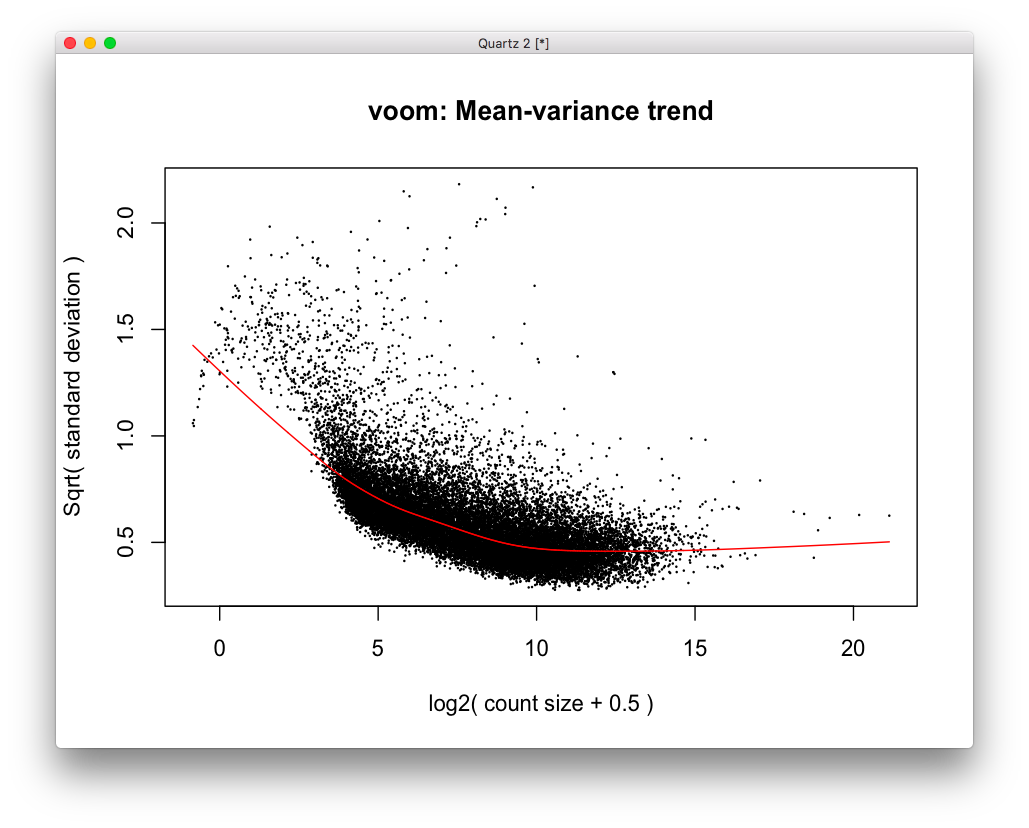 Quartz 2 [*]
voom: Mean-variance trend
Sqrt( standard deviation )
2.0
1.5
1.0
0.5
0 5 10 15 20
log2( count size + 0.5 )